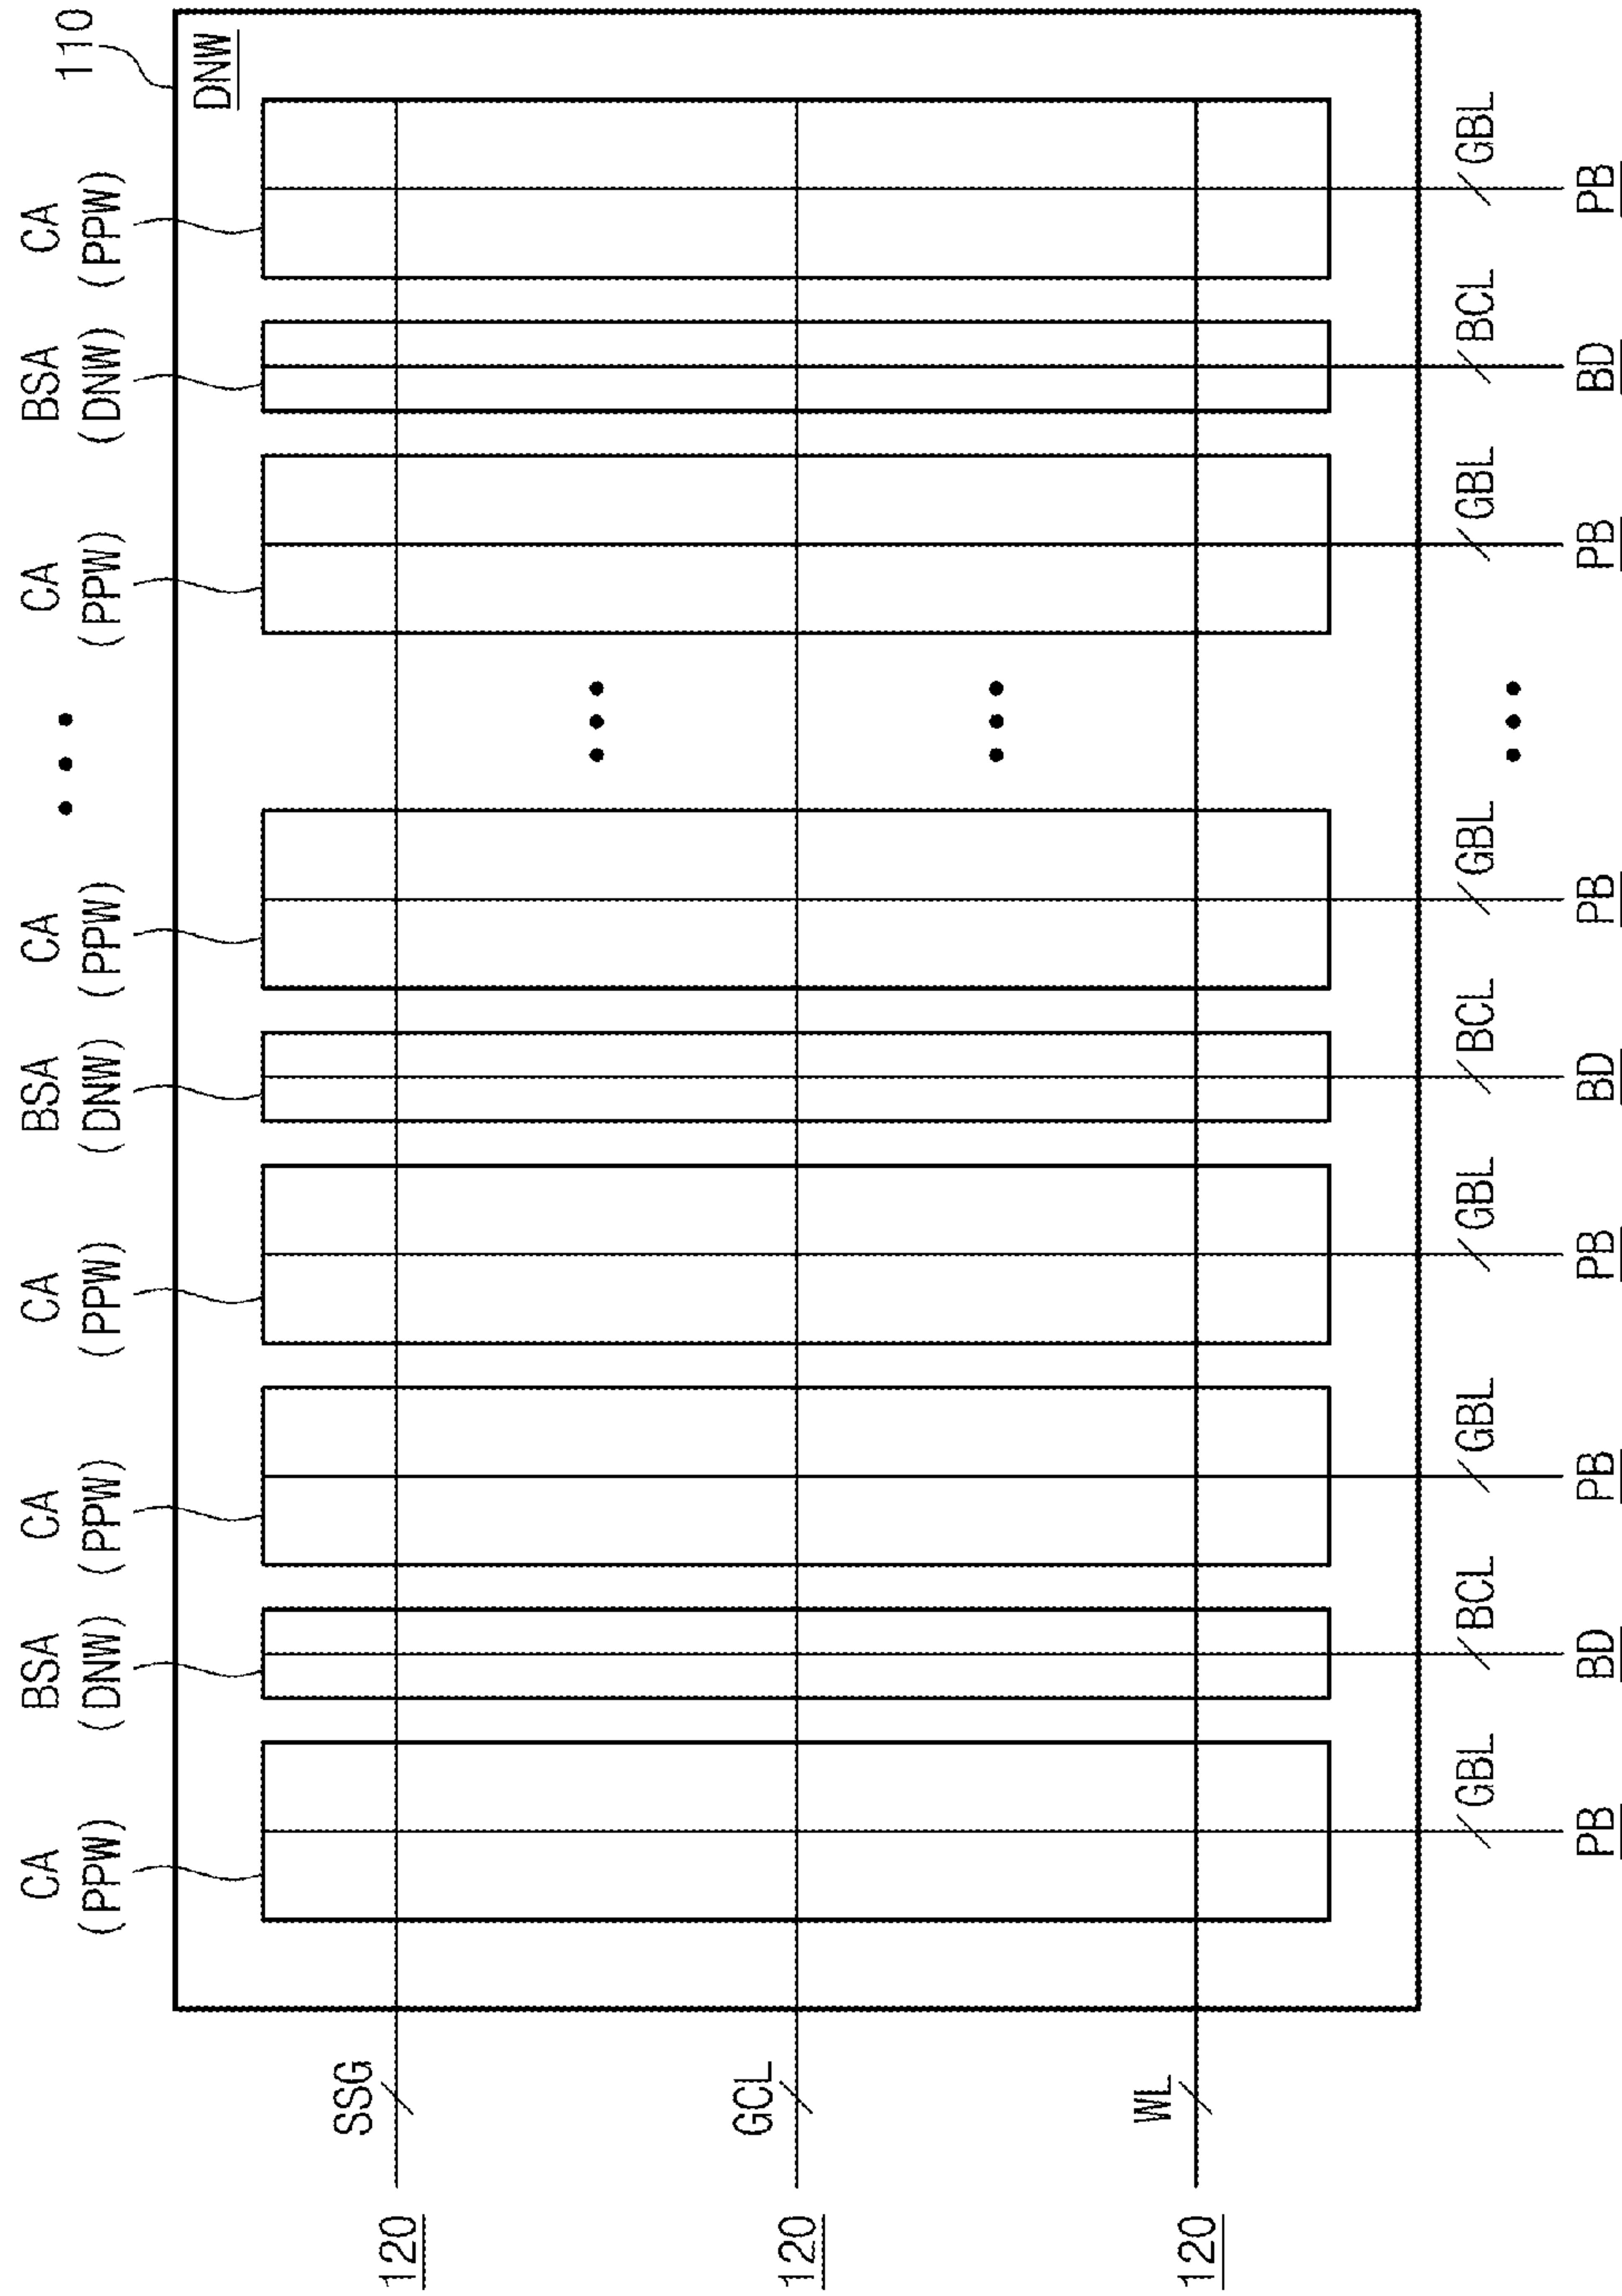 CA BSA CA CA BSA CA CA BSA CA
(PPW) (DNW) (PPW) (PPW) (DNW) (PPW) (PPW) (DNW) (PPW) 110
DNW
SSG
120
GCL
120
WL
120
GBL BCL GBL GBL BCL GBL GBL BCL GBL
PB BD PB PB BD PB PB BD PB